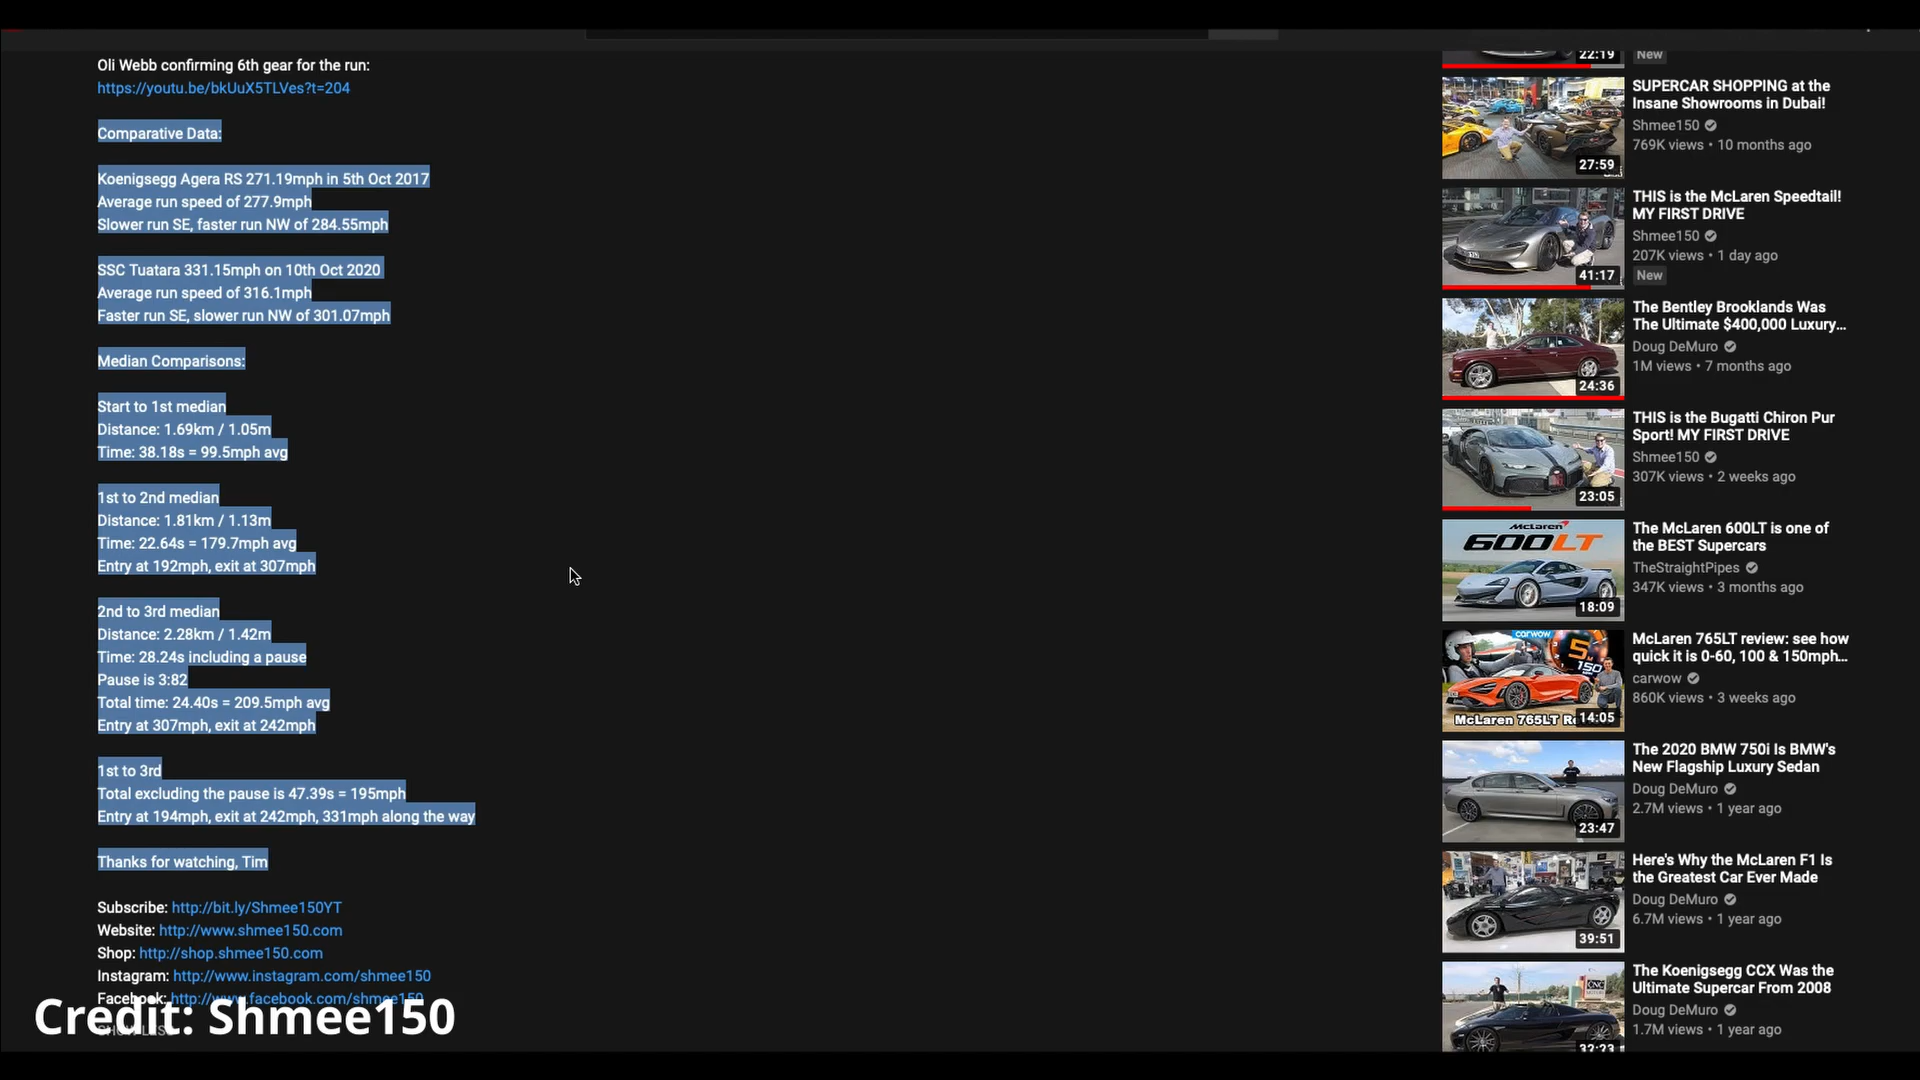 Oli Webb confirming 6th gear for the run:
https://youtu.be/bkUuX5TLVes?t=204
Comparative Data:
Koenigsegg Agera RS 271.19mph in 5th Oct 2017
Average run speed of 277.9mph
Slower run SE, faster run NW of 284.55mph
SSC Tuatara 331.15mph on 10th Oct 2020
Average run speed of 316.1mph
Faster run SE, slower run NW of 301.07mph
Median Comparisons:
Start to 1st median
Distance: 1.69km / 1.05m
Time: 38.18s = 99.5mph avg
1st to 2nd median
Distance: 1.81km / 1.13m
Time: 22.64s = 179.7mph avg
Entry at 192mph, exit at 307mph
2nd to 3rd median
Distance: 2.28km / 1.42m
Time: 28.24s including a pause
Pause is 3:82
Total time: 24.40s = 209.5mph avg
Entry at 307mph, exit at 242mph
1st to 3rd
Total excluding the pause is 47.39s = 195mph
Entry at 194mph, exit at 242mph, 331mph along the way
Thanks for watching, Tim
Subscribe: http://bit.ly/Shmee150YT
Website: http://www.shmee150.com
Shop: http://shop.shmee150.com
Instagram: http://www.instagram.com/shmee150
Facebook: http://www.facebook.com/shmee150
Credit: Shmee150
22:19
New
27:59
SUPERCAR SHOPPING at the
Insane Showrooms in Dubai!
Shmee150
769K views • 10 months ago
41:17
THIS is the McLaren Speedtail!
MY FIRST DRIVE
Shmee150
207K views • 1 day ago
New
24:36
The Bentley Brooklands Was
The Ultimate $400,000 Luxury...
Doug DeMuro
1M views • 7 months ago
23:05
THIS is the Bugatti Chiron Pur
Sport! MY FIRST DRIVE
Shmee150
307K views • 2 weeks ago
McLaren
600LT
18:09
The McLaren 600LT is one of
the BEST Supercars
TheStraightPipes
347K views • 3 months ago
carwow
5
150
McLaren 765LT Re
14:05
McLaren 765LT review: see how
quick it is 0-60, 100 & 150mph...
carwow
860K views • 3 weeks ago
23:47
The 2020 BMW 750i Is BMW's
New Flagship Luxury Sedan
Doug DeMuro
2.7M views • 1 year ago
39:51
Here's Why the McLaren F1 Is
the Greatest Car Ever Made
Doug DeMuro
6.7M views • 1 year ago
32:23
The Koenigsegg CCX Was the
Ultimate Supercar From 2008
Doug DeMuro
1.7M views • 1 year ago